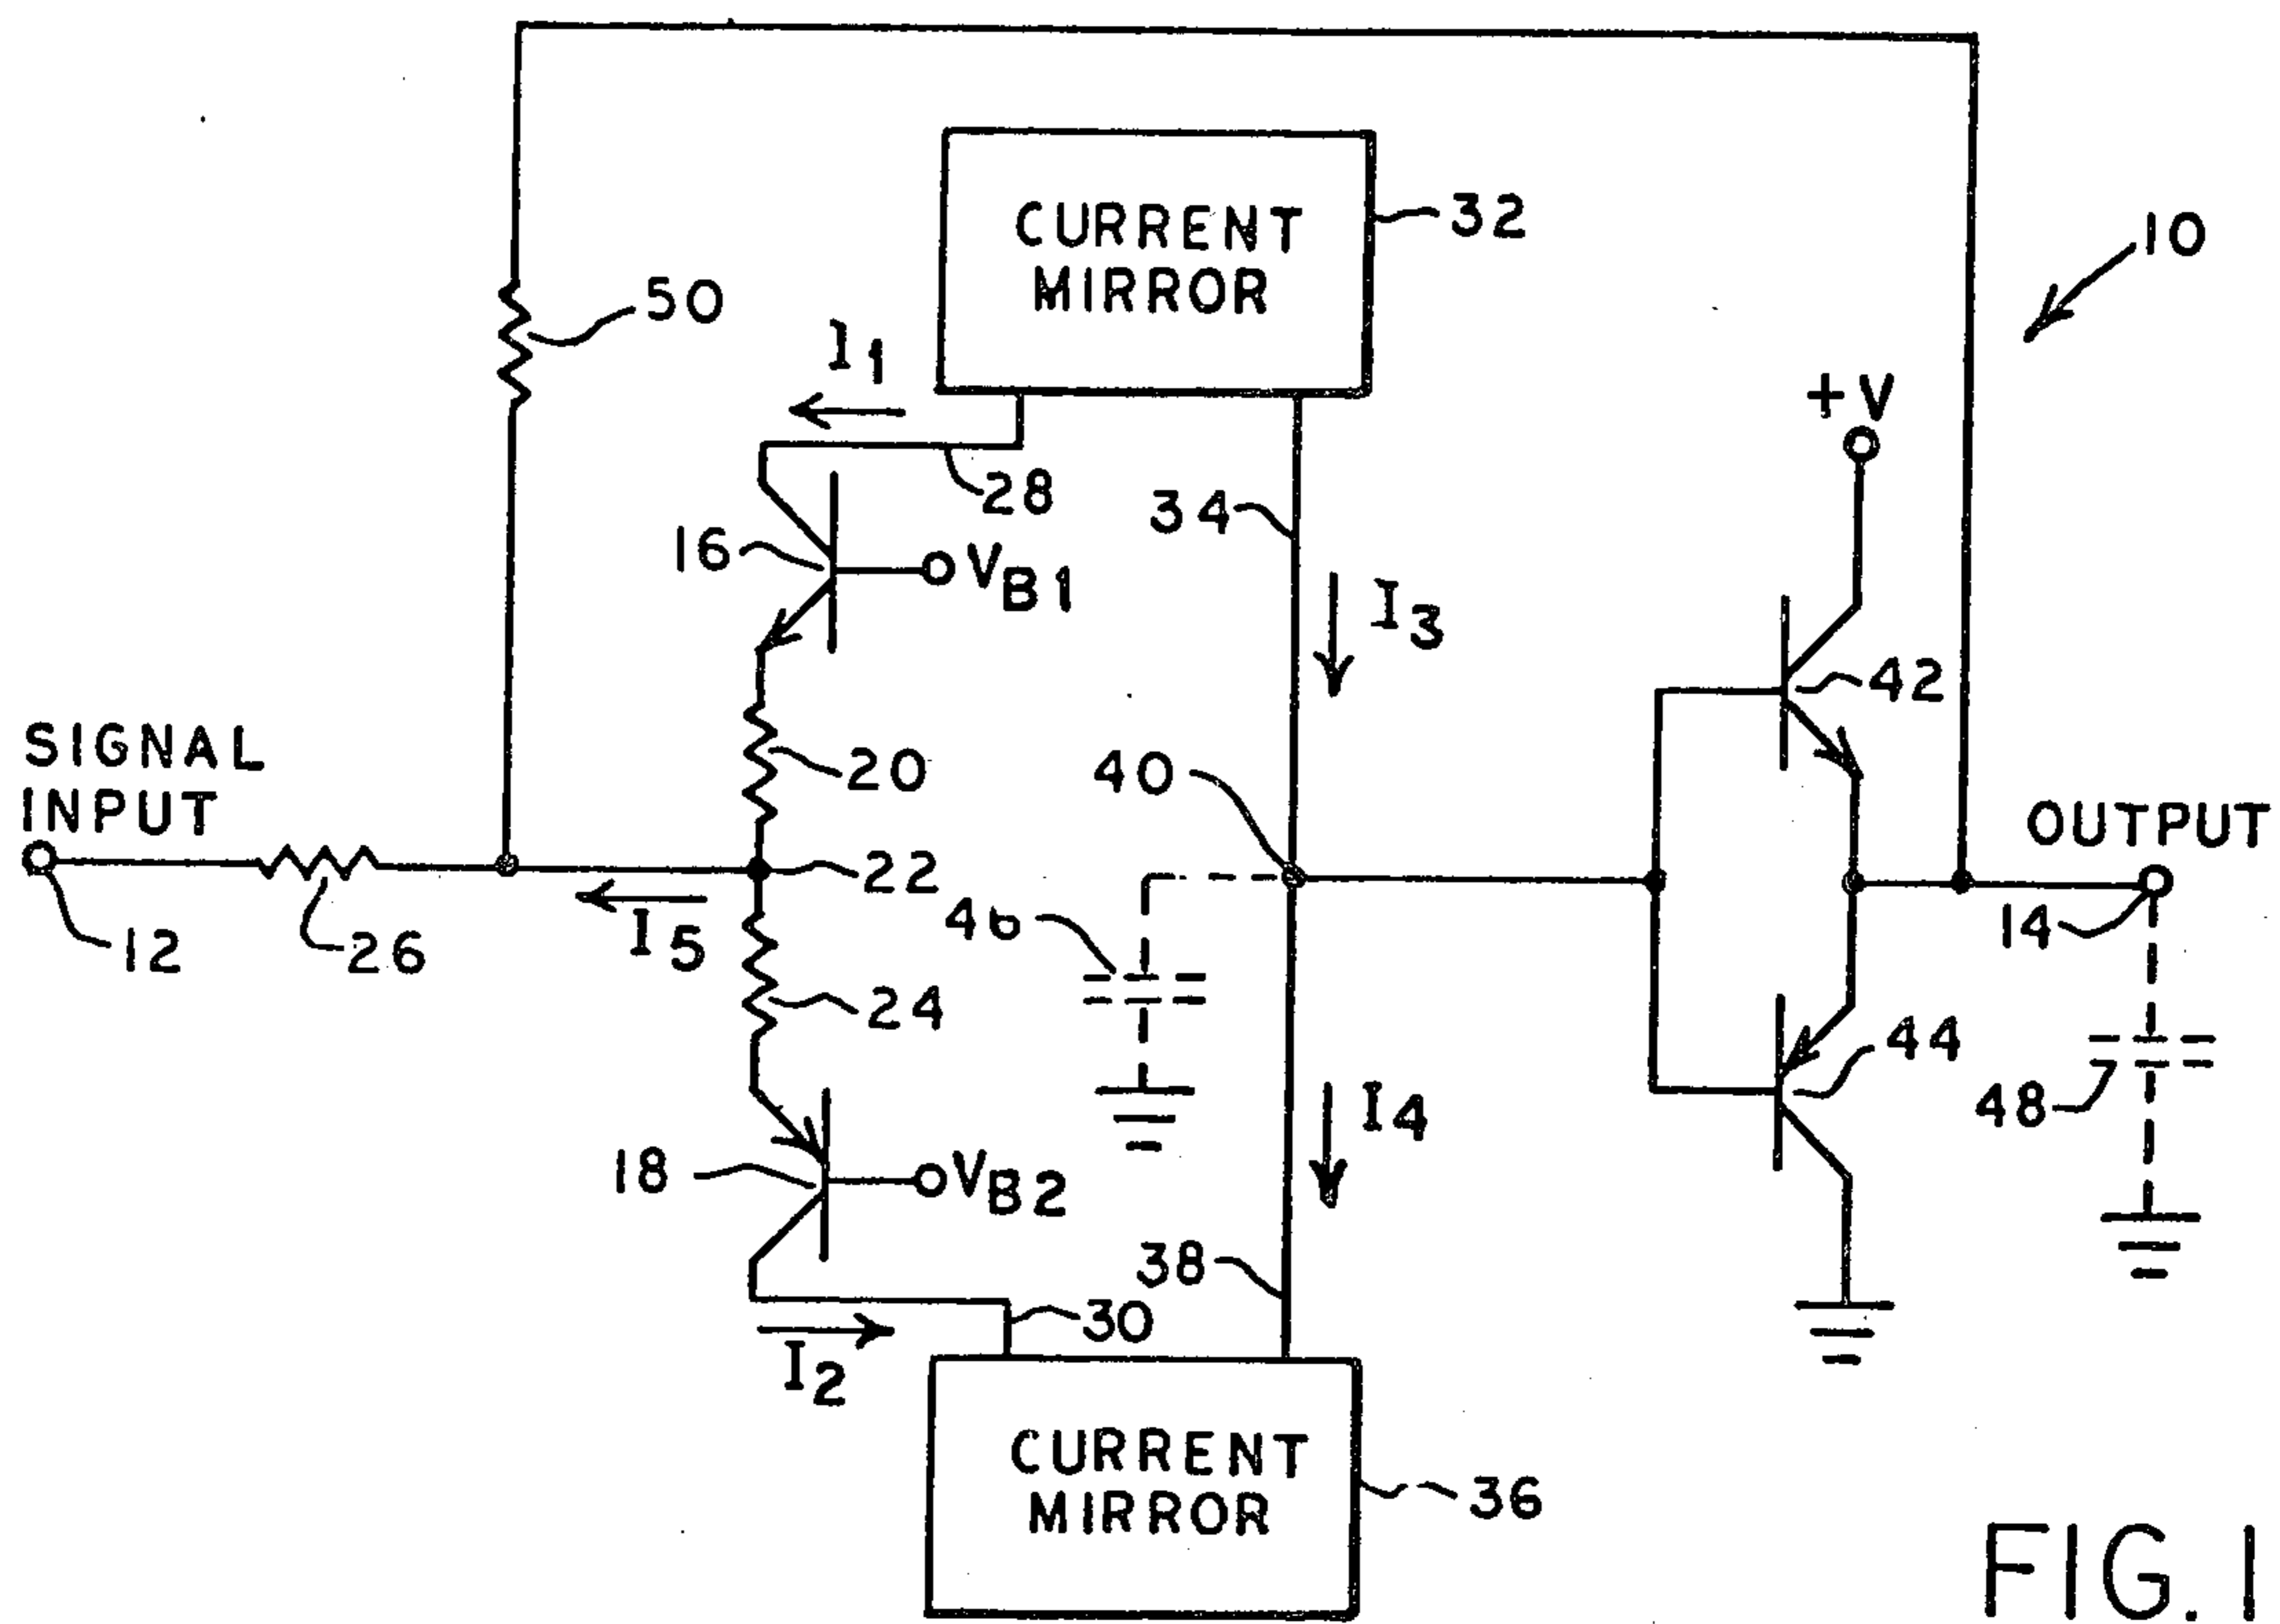 CURRENT
MIRROR
32
10
50
I1
+V
28
34
16
VB1
I3
42
SIGNAL
INPUT
20
40
OUTPUT
22
46
14
12
26
I5
24
44
48
I4
18
VB2
38
30
I2
CURRENT
MIRROR
36
FIG. 1